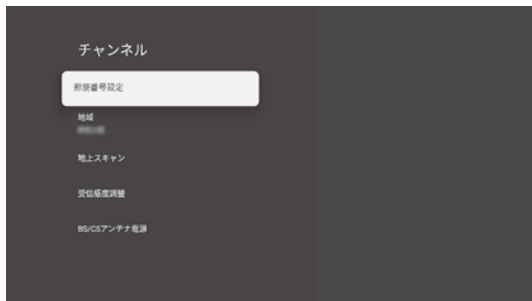 チャンネル
郵便番号設定
地域
地上スキャン
受信感度調整
BS/CSアンテナ電源